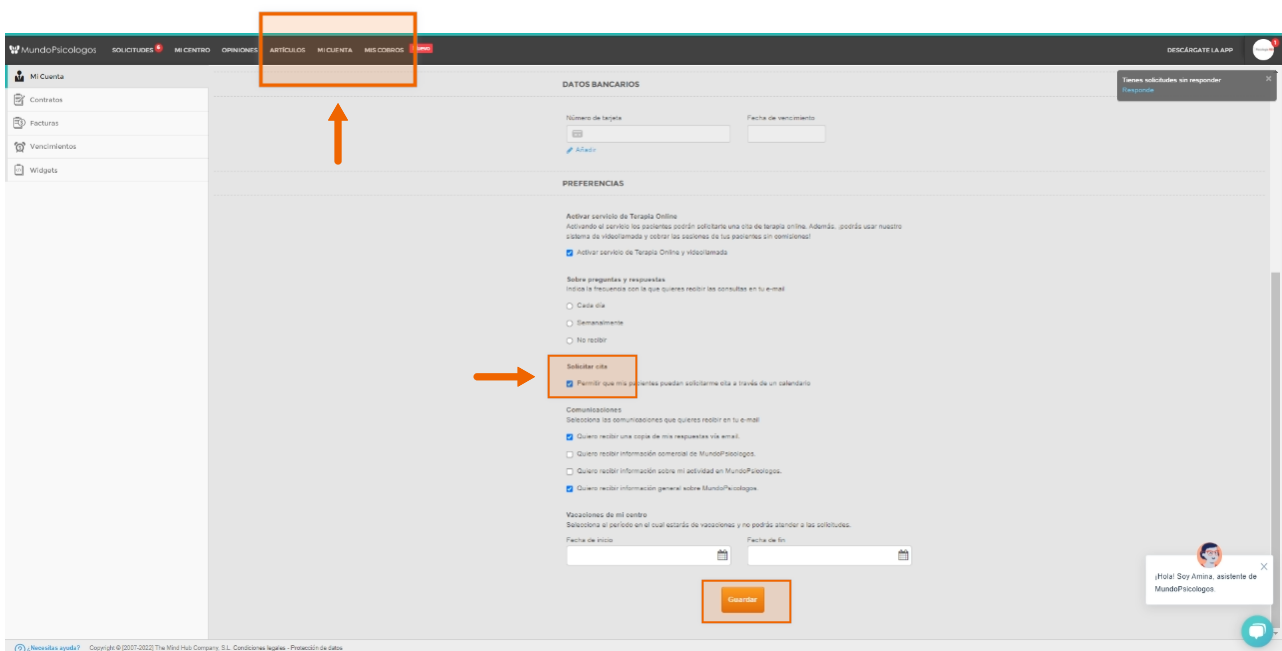 MundoPsicologos SOLICITUDES 6 MI CENTRO OPINIONES ARTÍCULOS MI CUENTA MIS COBROS DESCÁRGATE LA APP 1
Mi Cuenta
Contratos
Facturas
Vencimientos
Widgets
Tienes solicitudes sin responder
Responde
DATOS BANCARIOS
Número de tarjeta Fecha de vencimiento
Añadir
PREFERENCIAS
Activar servicio de Terapia Online
Activando el servicio los pacientes podrán solicitarte una cita de terapia online. Además, ¡podrás usar nuestro
sistema de videollamada y cobrar las sesiones de tus pacientes sin comisiones!
Activar servicio de Terapia Online y videollamada
Sobre preguntas y respuestas
Indica la frecuencia con la que quieres recibir las consultas en tu e-mail
Cada día
Semanalmente
No recibir
Solicitar cita
Permitir que mis pacientes puedan solicitarme cita a través de un calendario
Comunicaciones
Selecciona las comunicaciones que quieres recibir en tu e-mail
Quiero recibir una copia de mis respuestas vía email.
Quiero recibir información comercial de MundoPsicologos.
Quiero recibir información sobre mi actividad en MundoPsicologos.
Quiero recibir información general sobre MundoPsicologos.
Vacaciones de mi centro
Selecciona el período en el cual estarás de vacaciones y no podrás atender a las solicitudes.
Fecha de inicio Fecha de fin
Guardar
¡Hola! Soy Amina, asistente de
MundoPsicologos.
¿Necesitas ayuda? Copyright © [2007-2022] The Mind Hub Company, S.L. Condiciones legales - Protección de datos